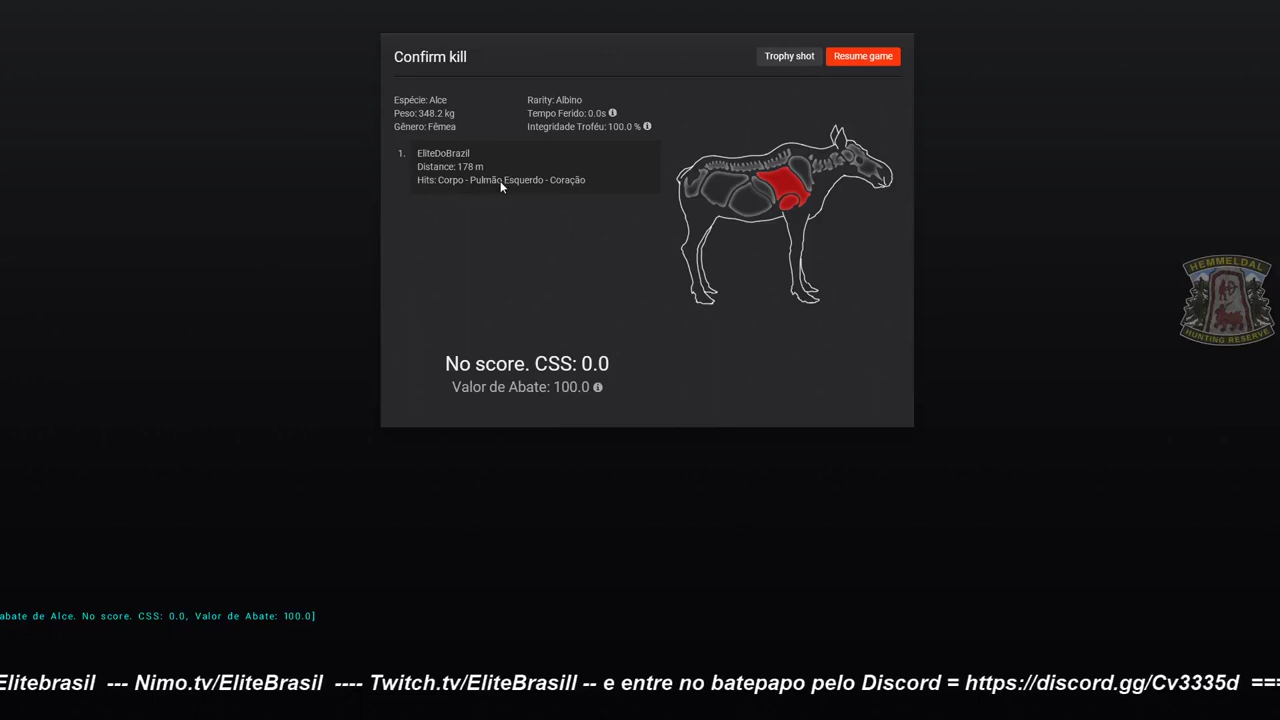 Confirm kill
Trophy shot
Resume game
Espécie: Alce
Rarity: Albino
Peso: 348.2 kg
Tempo Ferido: 0.0s
Gênero: Fêmea
Integridade Troféu: 100.0 %
1. EliteDoBrazil
Distance: 178 m
Hits: Corpo - Pulmão Esquerdo - Coração
HEMMELDAL
HUNTING RESERVE
No score. CSS: 0.0
Valor de Abate: 100.0
abate de Alce. No score. CSS: 0.0, Valor de Abate: 100.0]
Elitebrasil --- Nimo.tv/EliteBrasil ---- Twitch.tv/EliteBrasill -- e entre no batepapo pelo Discord = https://discord.gg/Cv3335d ===